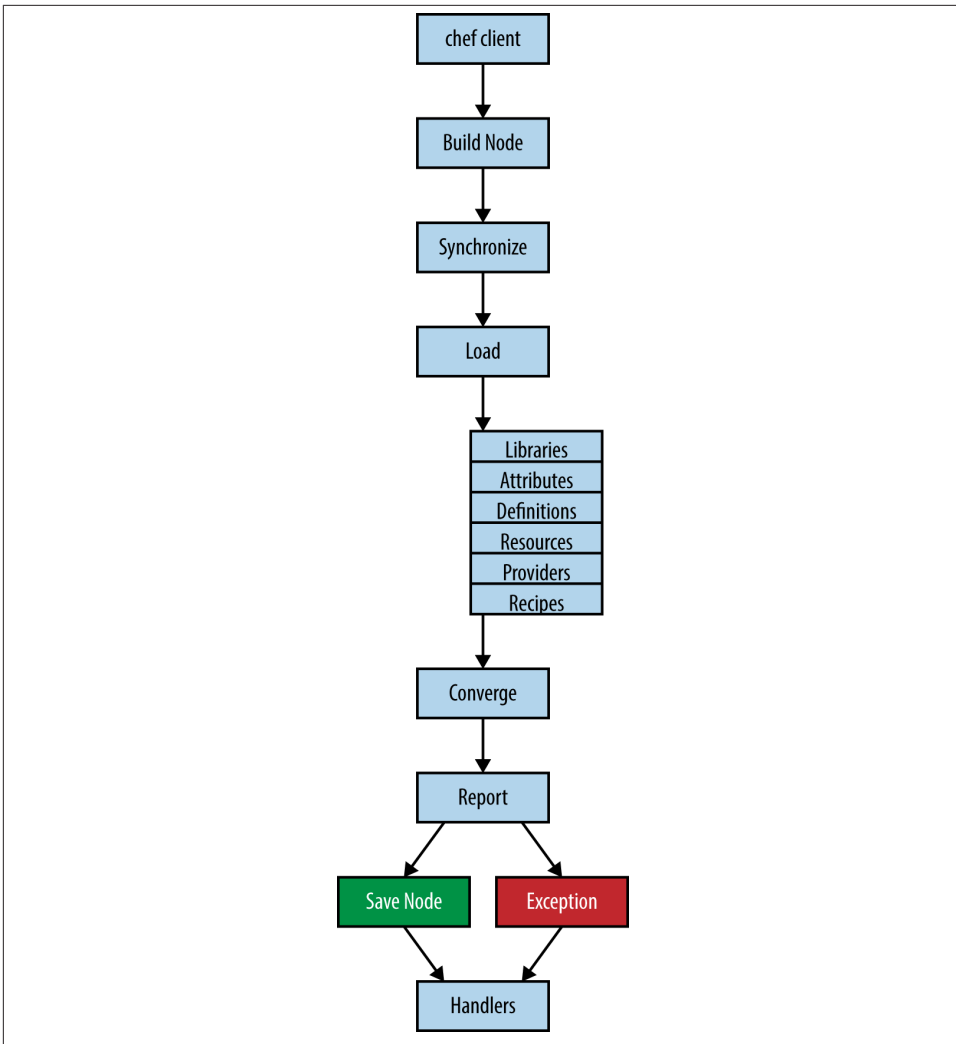 chef client
Build Node
Synchronize
Load
Libraries
Attributes
Definitions
Resources
Providers
Recipes
Converge
Report
Save Node
Exception
Handlers